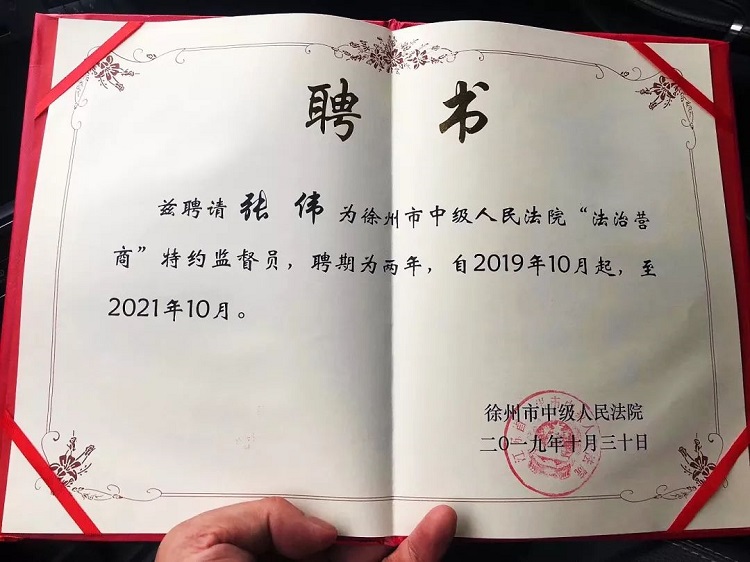 聘书
兹聘请 张伟 为徐州市中级人民法院“法治营
商”特约监督员，聘期为两年，自2019年10月起，至
2021年10月。
徐州市中级人民法院
二〇一九年十月三十日